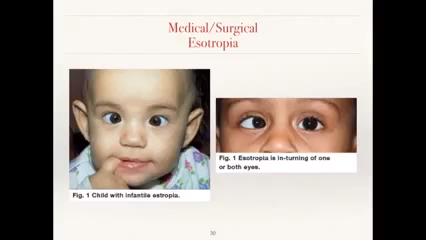 Medical/Surgical
Esotropia
Fig. 1 Child with infantile estropia.
Fig. 1 Esotropia is in-turning of one
or both eyes.
30